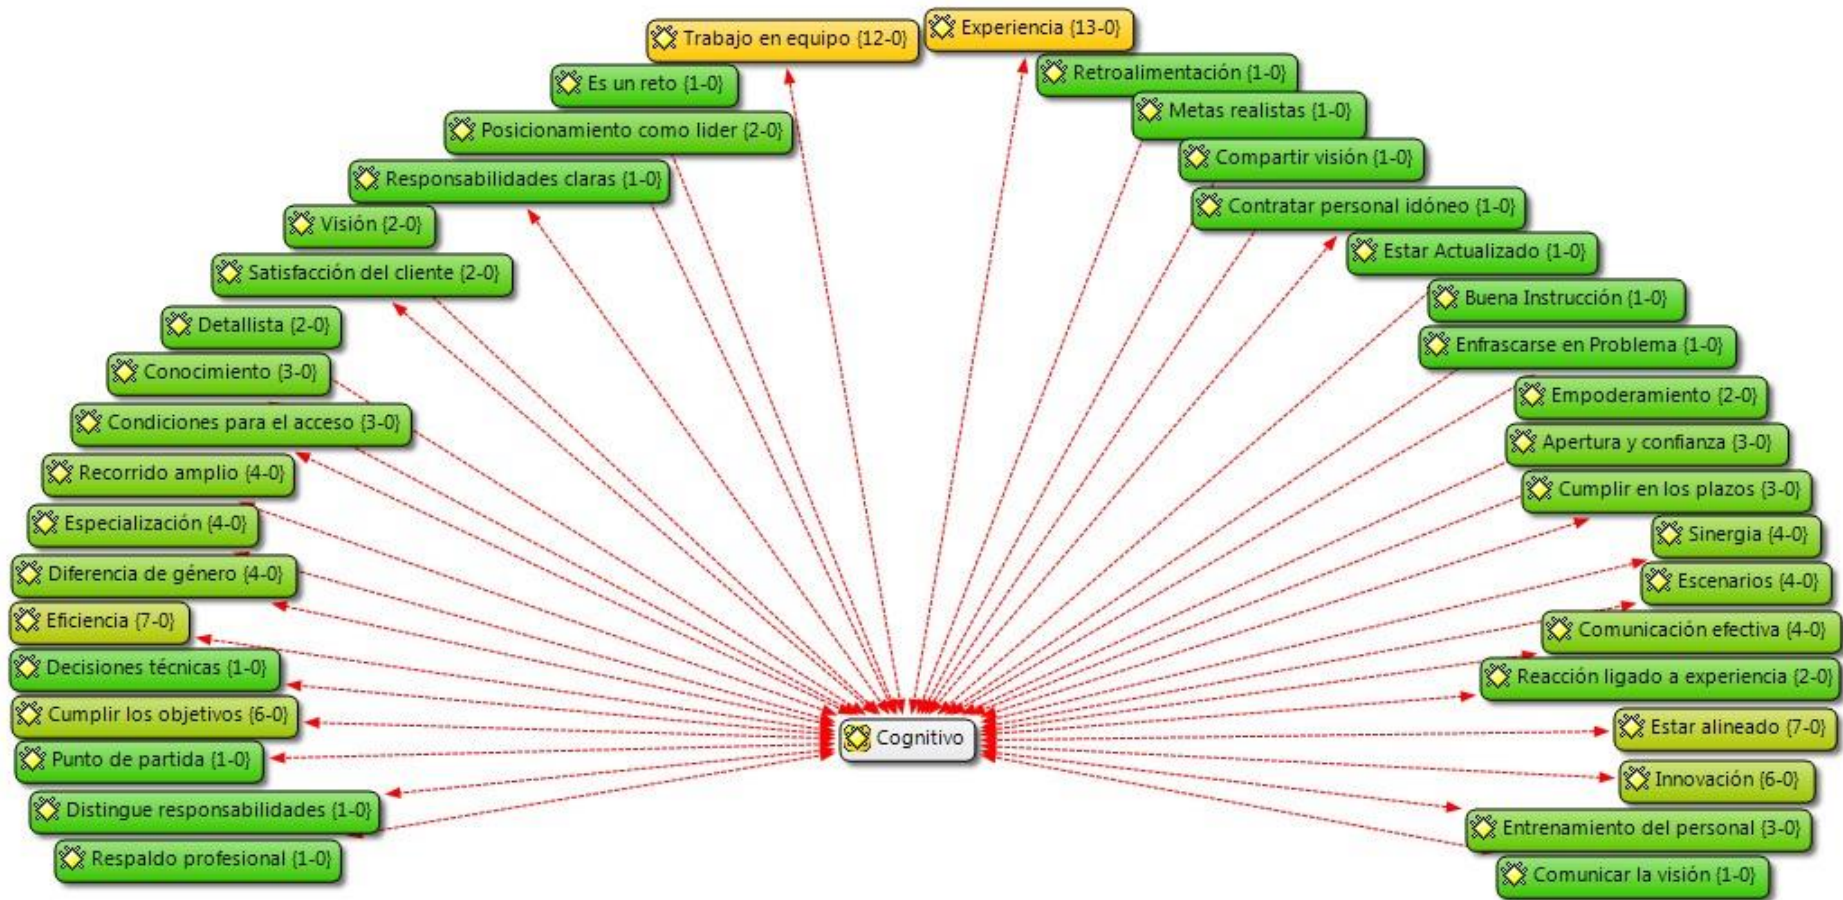 Trabajo en equipo {12-0}
Experiencia {13-0}
Es un reto {1-0}
Retroalimentación {1-0}
Posicionamiento como lider {2-0}
Metas realistas {1-0}
Responsabilidades claras {1-0}
Compartir visión {1-0}
Visión {2-0}
Contratar personal idóneo {1-0}
Satisfacción del cliente {2-0}
Estar Actualizado {1-0}
Detallista {2-0}
Buena Instrucción {1-0}
Conocimiento {3-0}
Enfrascarse en Problema {1-0}
Condiciones para el acceso {3-0}
Empoderamiento {2-0}
Recorrido amplio {4-0}
Apertura y confianza {3-0}
Especialización {4-0}
Cumplir en los plazos {3-0}
Diferencia de género {4-0}
Sinergia {4-0}
Eficiencia {7-0}
Escenarios {4-0}
Decisiones técnicas {1-0}
Comunicación efectiva {4-0}
Cumplir los objetivos {6-0}
Reacción ligado a experiencia {2-0}
Cognitivo
Estar alineado {7-0}
Punto de partida {1-0}
Innovación {6-0}
Distingue responsabilidades {1-0}
Entrenamiento del personal {3-0}
Respaldo profesional {1-0}
Comunicar la visión {1-0}